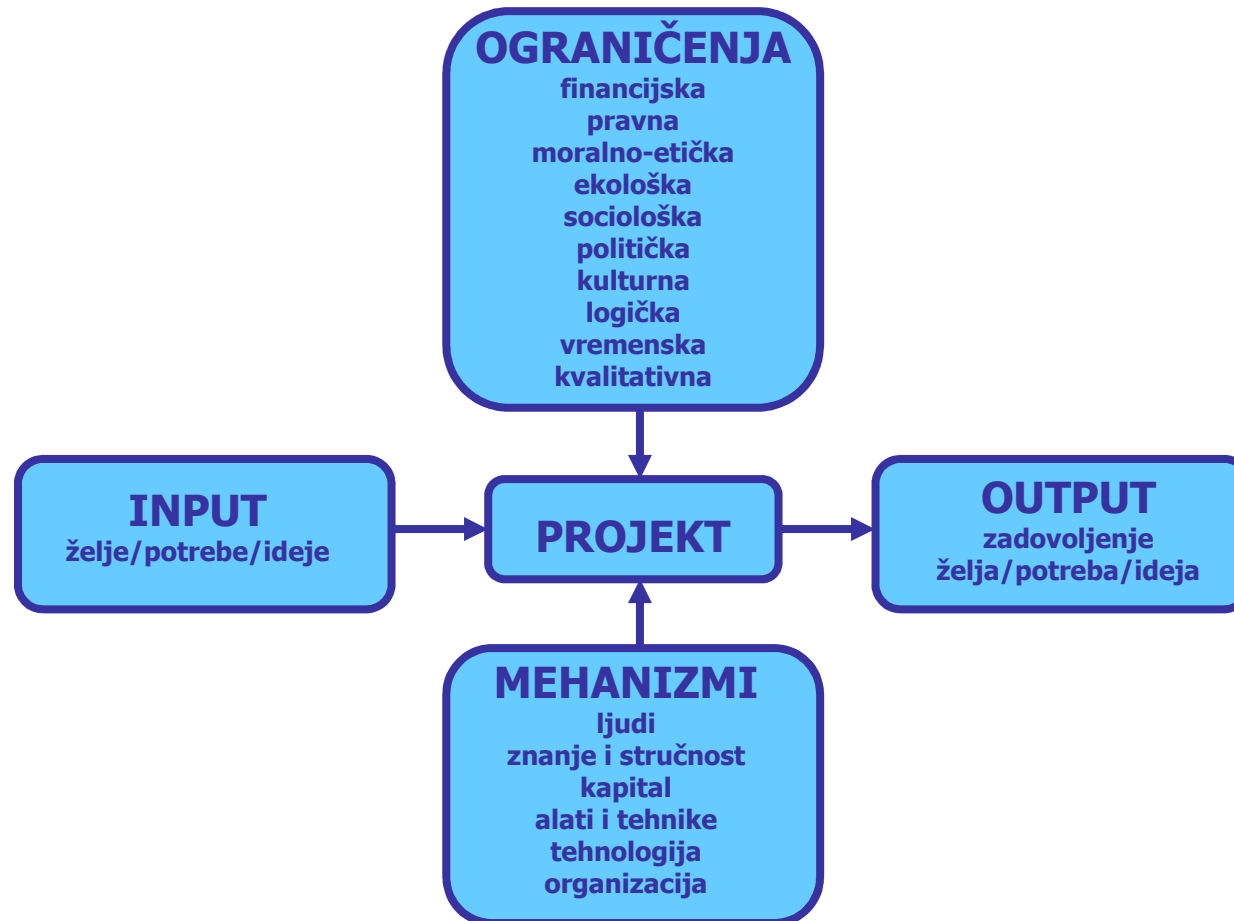 OGRANIČENJA
financijska
pravna
moralno-etička
ekološka
sociološka
politička
kulturna
logička
vremenska
kvalitativna
INPUT
želje/potrebe/ideje
PROJEKT
OUTPUT
zadovoljenje
želja/potreba/ideja
MEHANIZMI
ljudi
znanje i stručnost
kapital
alati i tehnike
tehnologija
organizacija